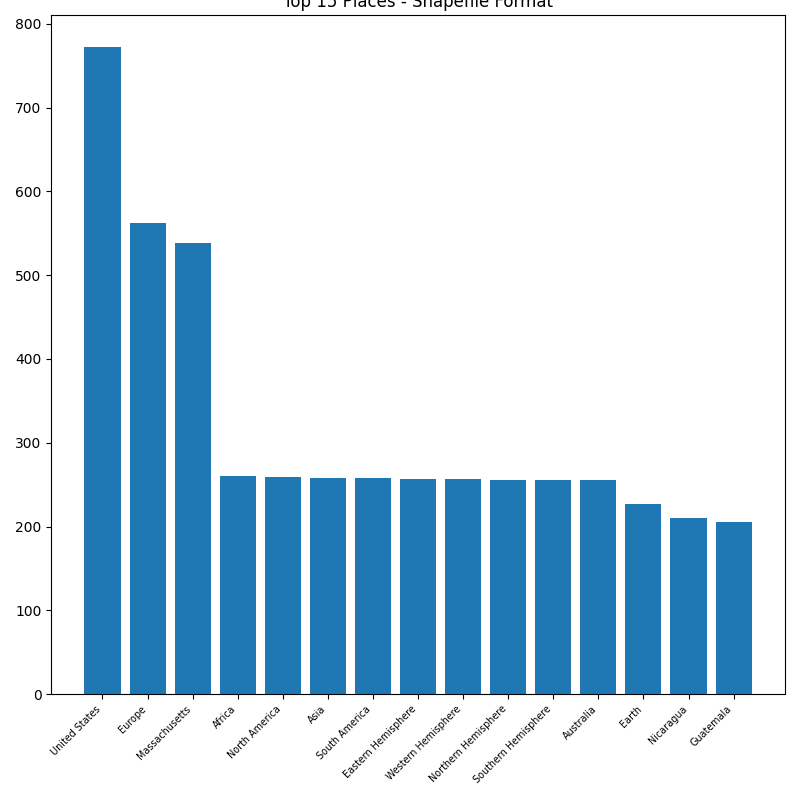 Top 15 Places - Shapefile Format
800
700
600
500
400
300
200
100
0
United States
Europe
Massachusetts
Africa
North America
Asia
South America
Eastern Hemisphere
Western Hemisphere
Northern Hemisphere
Southern Hemisphere
Australia
Earth
Nicaragua
Guatemala